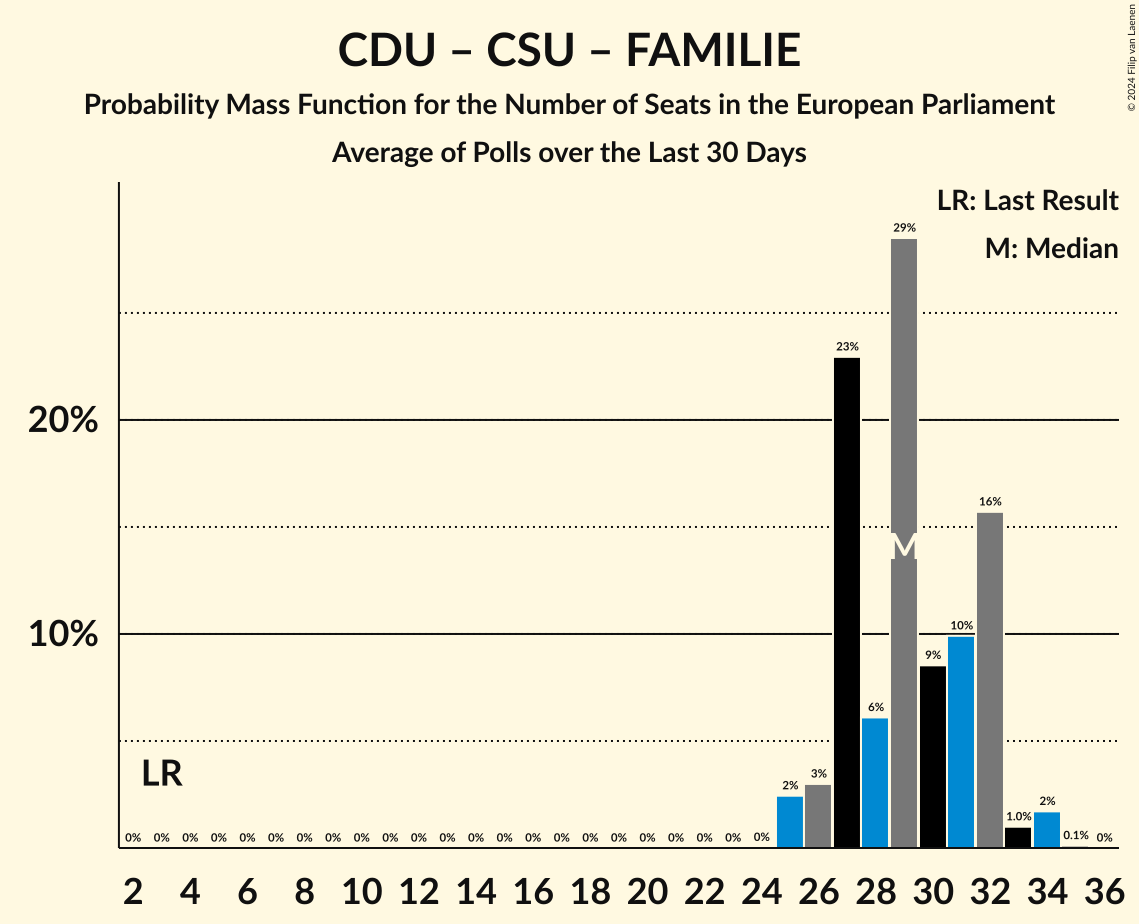 CDU – CSU – FAMILIE
Probability Mass Function for the Number of Seats in the European Parliament
Average of Polls over the Last 30 Days
© 2024 Filip van Laenen
LR: Last Result
M: Median
29%
23%
20%
16%
M
10%
10%
9%
6%
LR
3%
2%
2%
1.0%
0.1%
0% 0% 0% 0% 0% 0% 0% 0% 0% 0% 0% 0% 0% 0% 0% 0% 0% 0% 0% 0% 0% 0% 0% 0%
2 4 6 8 10 12 14 16 18 20 22 24 26 28 30 32 34 36